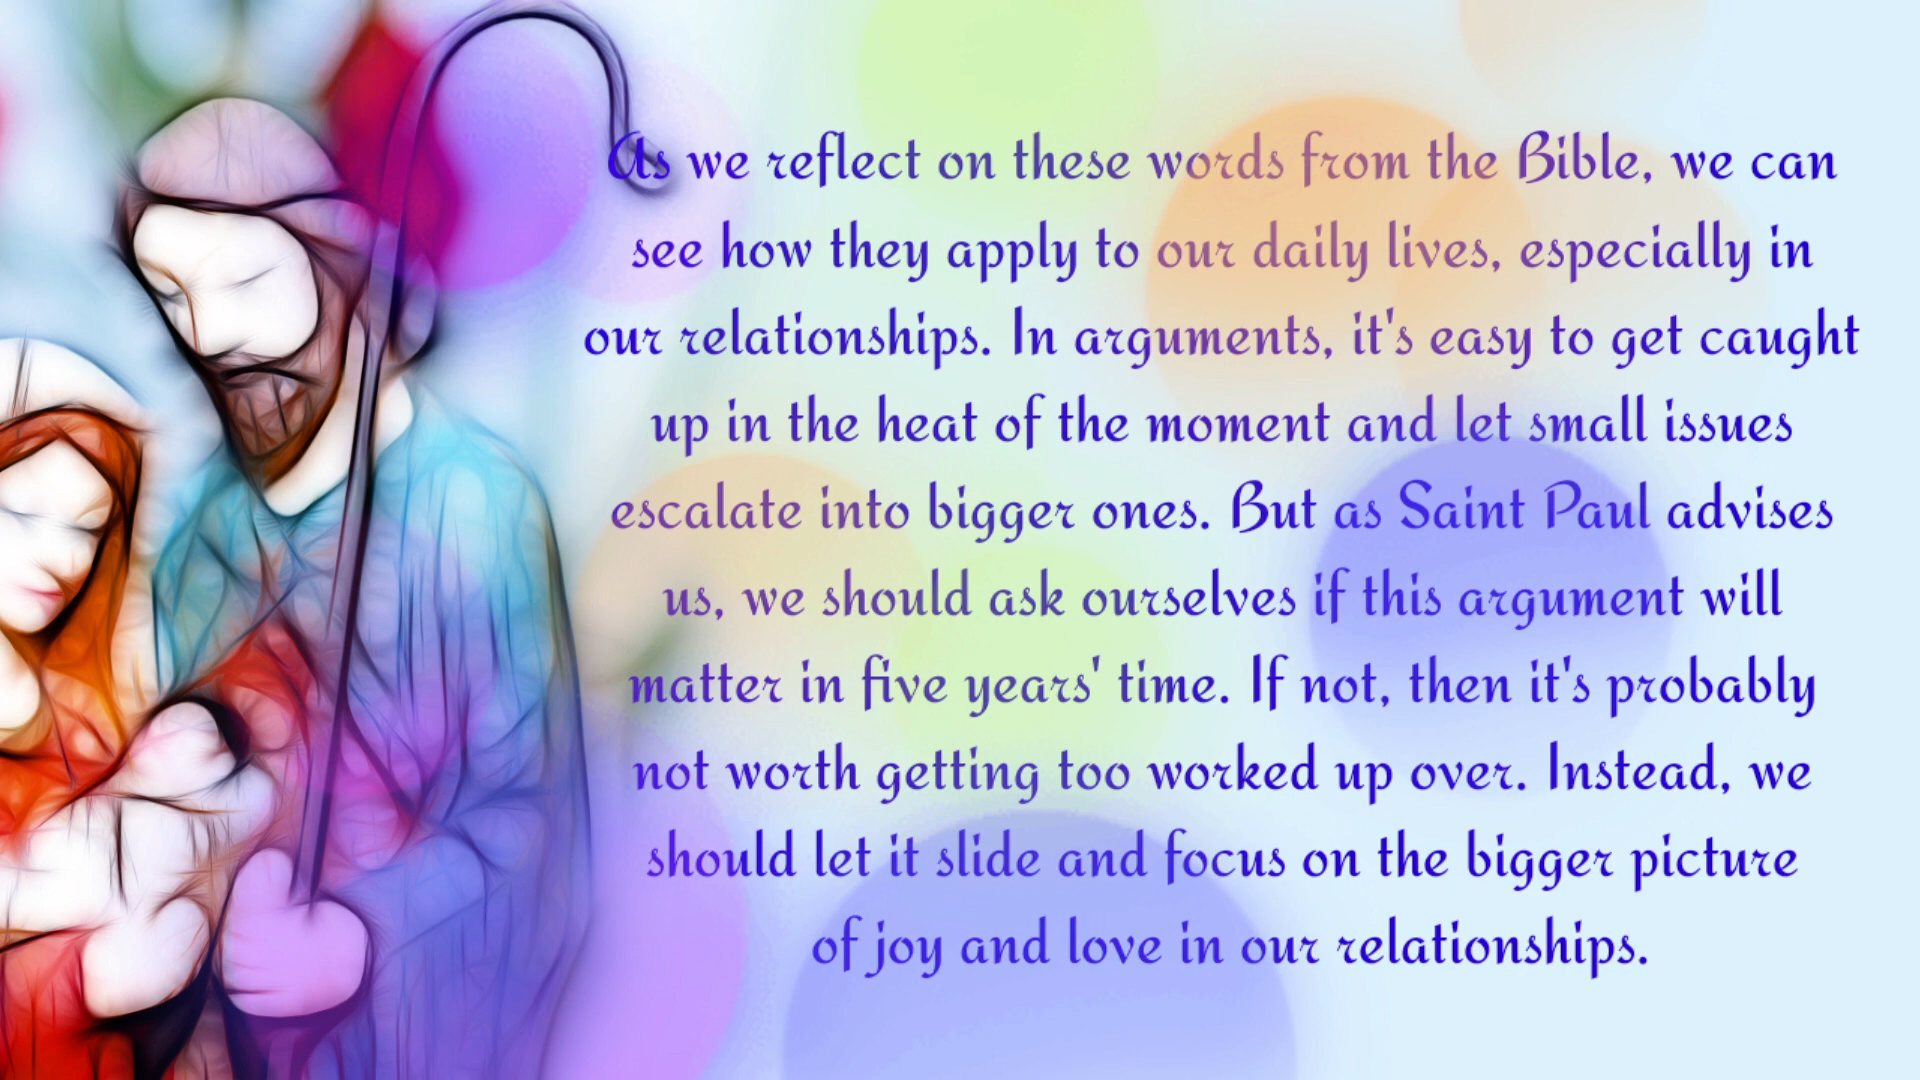 As we reflect on these words from the Bible, we can
see how they apply to our daily lives, especially in
our relationships. In arguments, it's easy to get caught
up in the heat of the moment and let small issues
escalate into bigger ones. But as Saint Paul advises
us, we should ask ourselves if this argument will
matter in five years' time. If not, then it's probably
not worth getting too worked up over. Instead, we
should let it slide and focus on the bigger picture
of joy and love in our relationships.